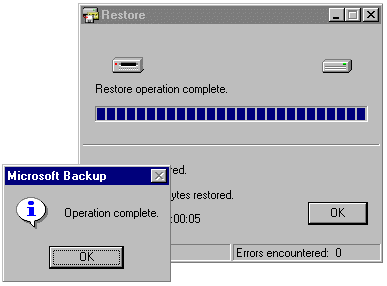 Restore
Restore operation complete.
red.
ytes restored.
:00:05
OK
Errors encountered: 0
Microsoft Backup
Operation complete.
OK